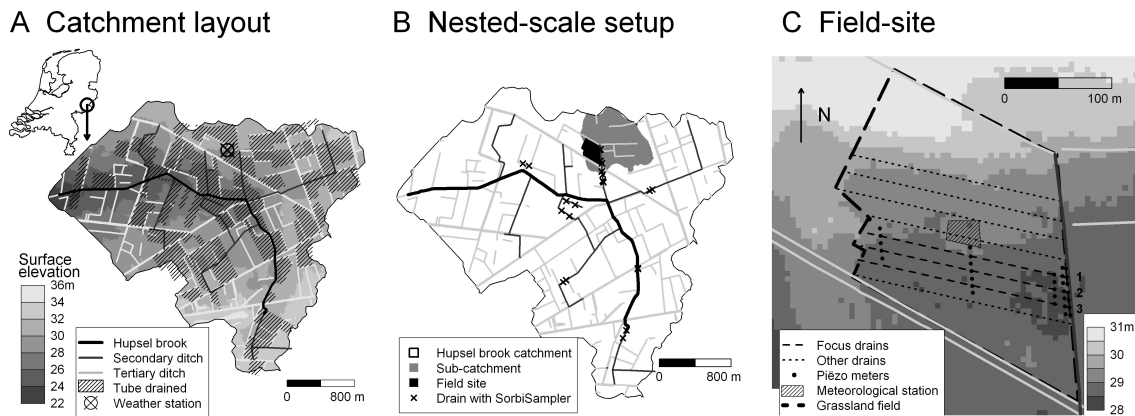 A Catchment layout
Surface
elevation
36m
34
32
30
28
26
24
22
Hupsel brook
Secondary ditch
Tertiary ditch
Tube drained
Weather station
800 m
B Nested-scale setup
Hupsel brook catchment
Sub-catchment
Field site
Drain with SorbiSampler
800 m
C Field-site
100 m
N
1
2
3
Focus drains
Other drains
Piëzo meters
Meteorological station
Grassland field
31m
30
29
28